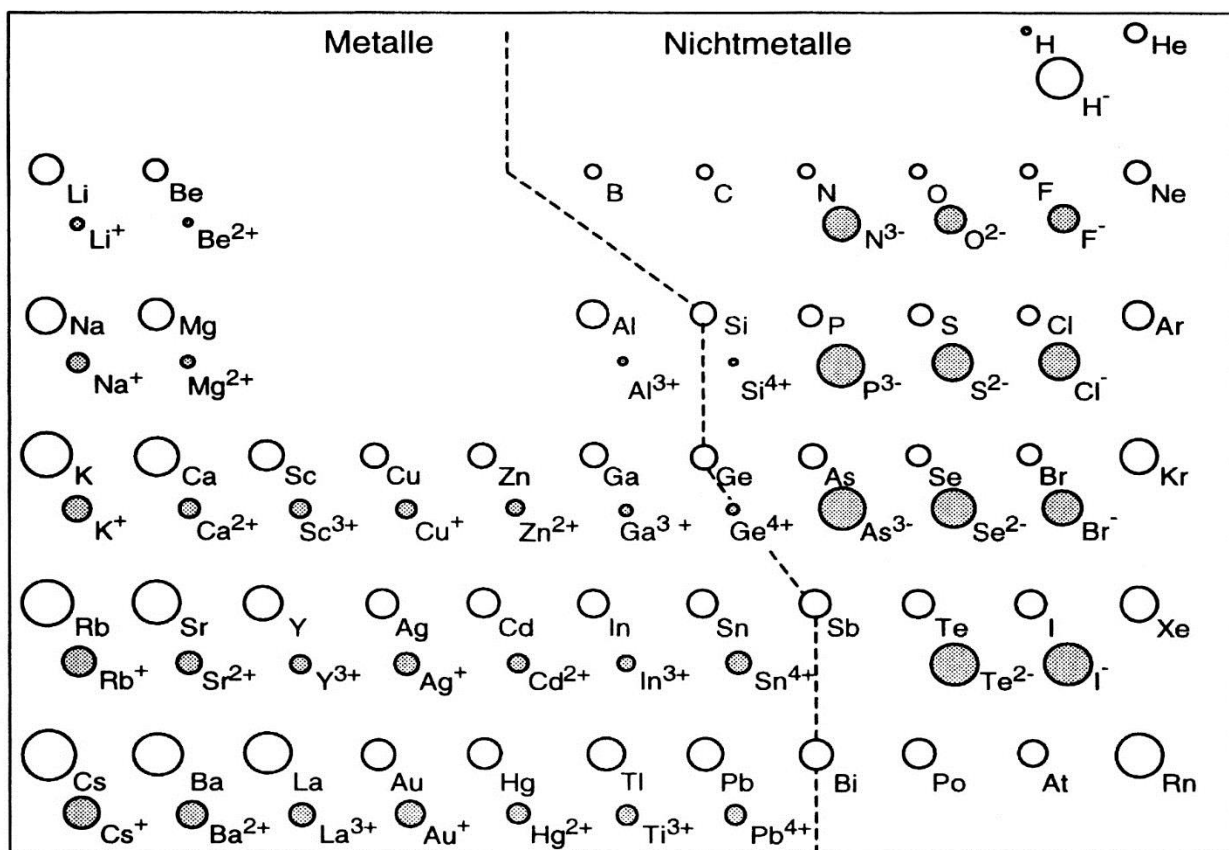 Metalle Nichtmetalle H He
H⁻
Li Be B C N O F Ne
Li⁺ Be²⁺ N³⁻ O²⁻ F⁻
Na Mg Al Si P S Cl Ar
Na⁺ Mg²⁺ Al³⁺ Si⁴⁺ P³⁻ S²⁻ Cl⁻
K Ca Sc Cu Zn Ga Ge As Se Br Kr
K⁺ Ca²⁺ Sc³⁺ Cu⁺ Zn²⁺ Ga³⁺ Ge⁴⁺ As³⁻ Se²⁻ Br⁻
Rb Sr Y Ag Cd In Sn Sb Te I Xe
Rb⁺ Sr²⁺ Y³⁺ Ag⁺ Cd²⁺ In³⁺ Sn⁴⁺ Te²⁻ I⁻
Cs Ba La Au Hg Tl Pb Bi Po At Rn
Cs⁺ Ba²⁺ La³⁺ Au⁺ Hg²⁺ Ti³⁺ Pb⁴⁺